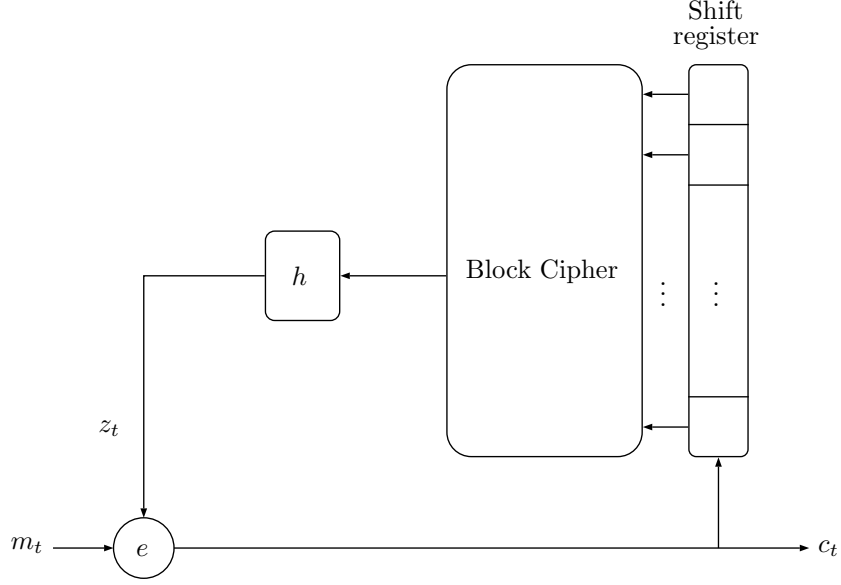 Shift
register
Block Cipher
h
⋮
⋮
z_t
m_t
e
c_t